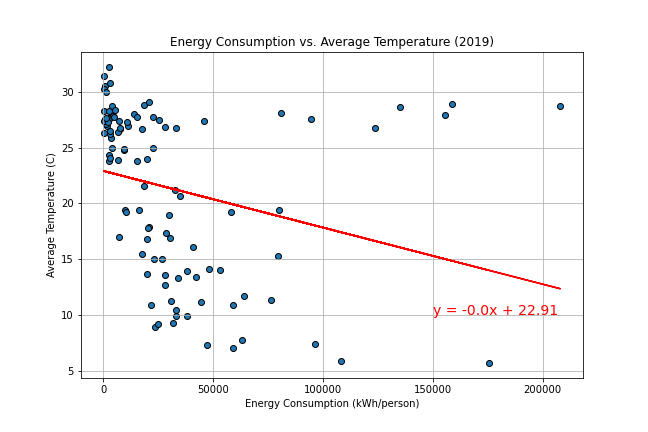 Energy Consumption vs. Average Temperature (2019)
Average Temperature (C)
30
25
20
15
10
5
y = -0.0x + 22.91
0
50000
100000
150000
200000
Energy Consumption (kWh/person)